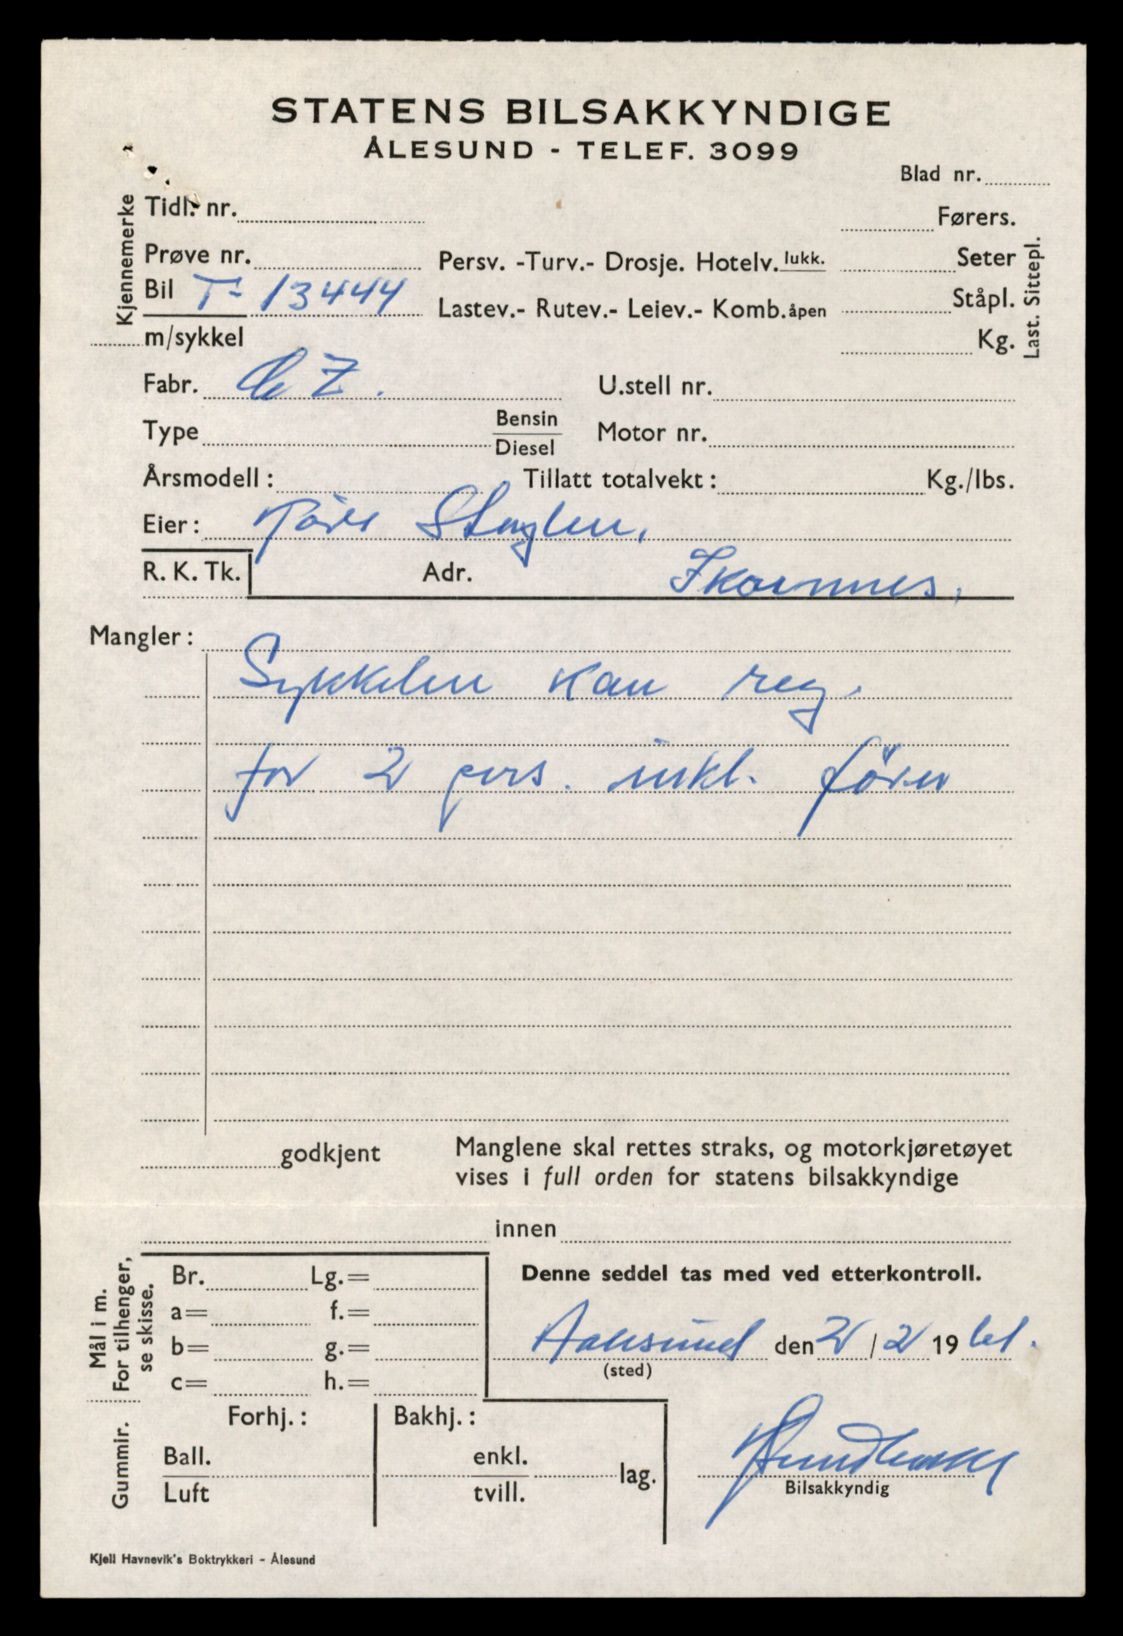 STATENS BILSAKKYNDIGE
ÅLESUND - TELEF. 3099
Blad nr.
Kjennemerke
Tidl. nr.
Førers.
Prøve nr.
Persv. -Turv.- Drosje. Hotelv. lukk.
Seter
Bil T- 13444
Lastev.- Rutev.- Leiev.- Komb. åpen
Ståpl.
Last. Sittepl.
m/sykkel
Kg.
Fabr. CZ.
U.stell nr.
Type
Bensin
Diesel
Motor nr.
Årsmodell :
Tillatt totalvekt : Kg./lbs.
Eier : Kåre
R. K. Tk.
Adr. Ikornnes.
Mangler :
Sykkelen kan reg.
for 2 pers. inkl. fører
godkjent
Manglene skal rettes straks, og motorkjøretøyet
vises i full orden for statens bilsakkyndige
innen
Mål i m.
For tilhenger,
se skisse.
Br. Lg.=
a= f.=
b= g.=
c= h.=
Denne seddel tas med ved etterkontroll.
Aalesund den 2/2 19 61.
(sted)
Gummir.
Forhj. : Bakhj. :
Ball. enkl.
Luft tvill. lag.
Bilsakkyndig
Kjell Havnevik's Boktrykkeri - Ålesund